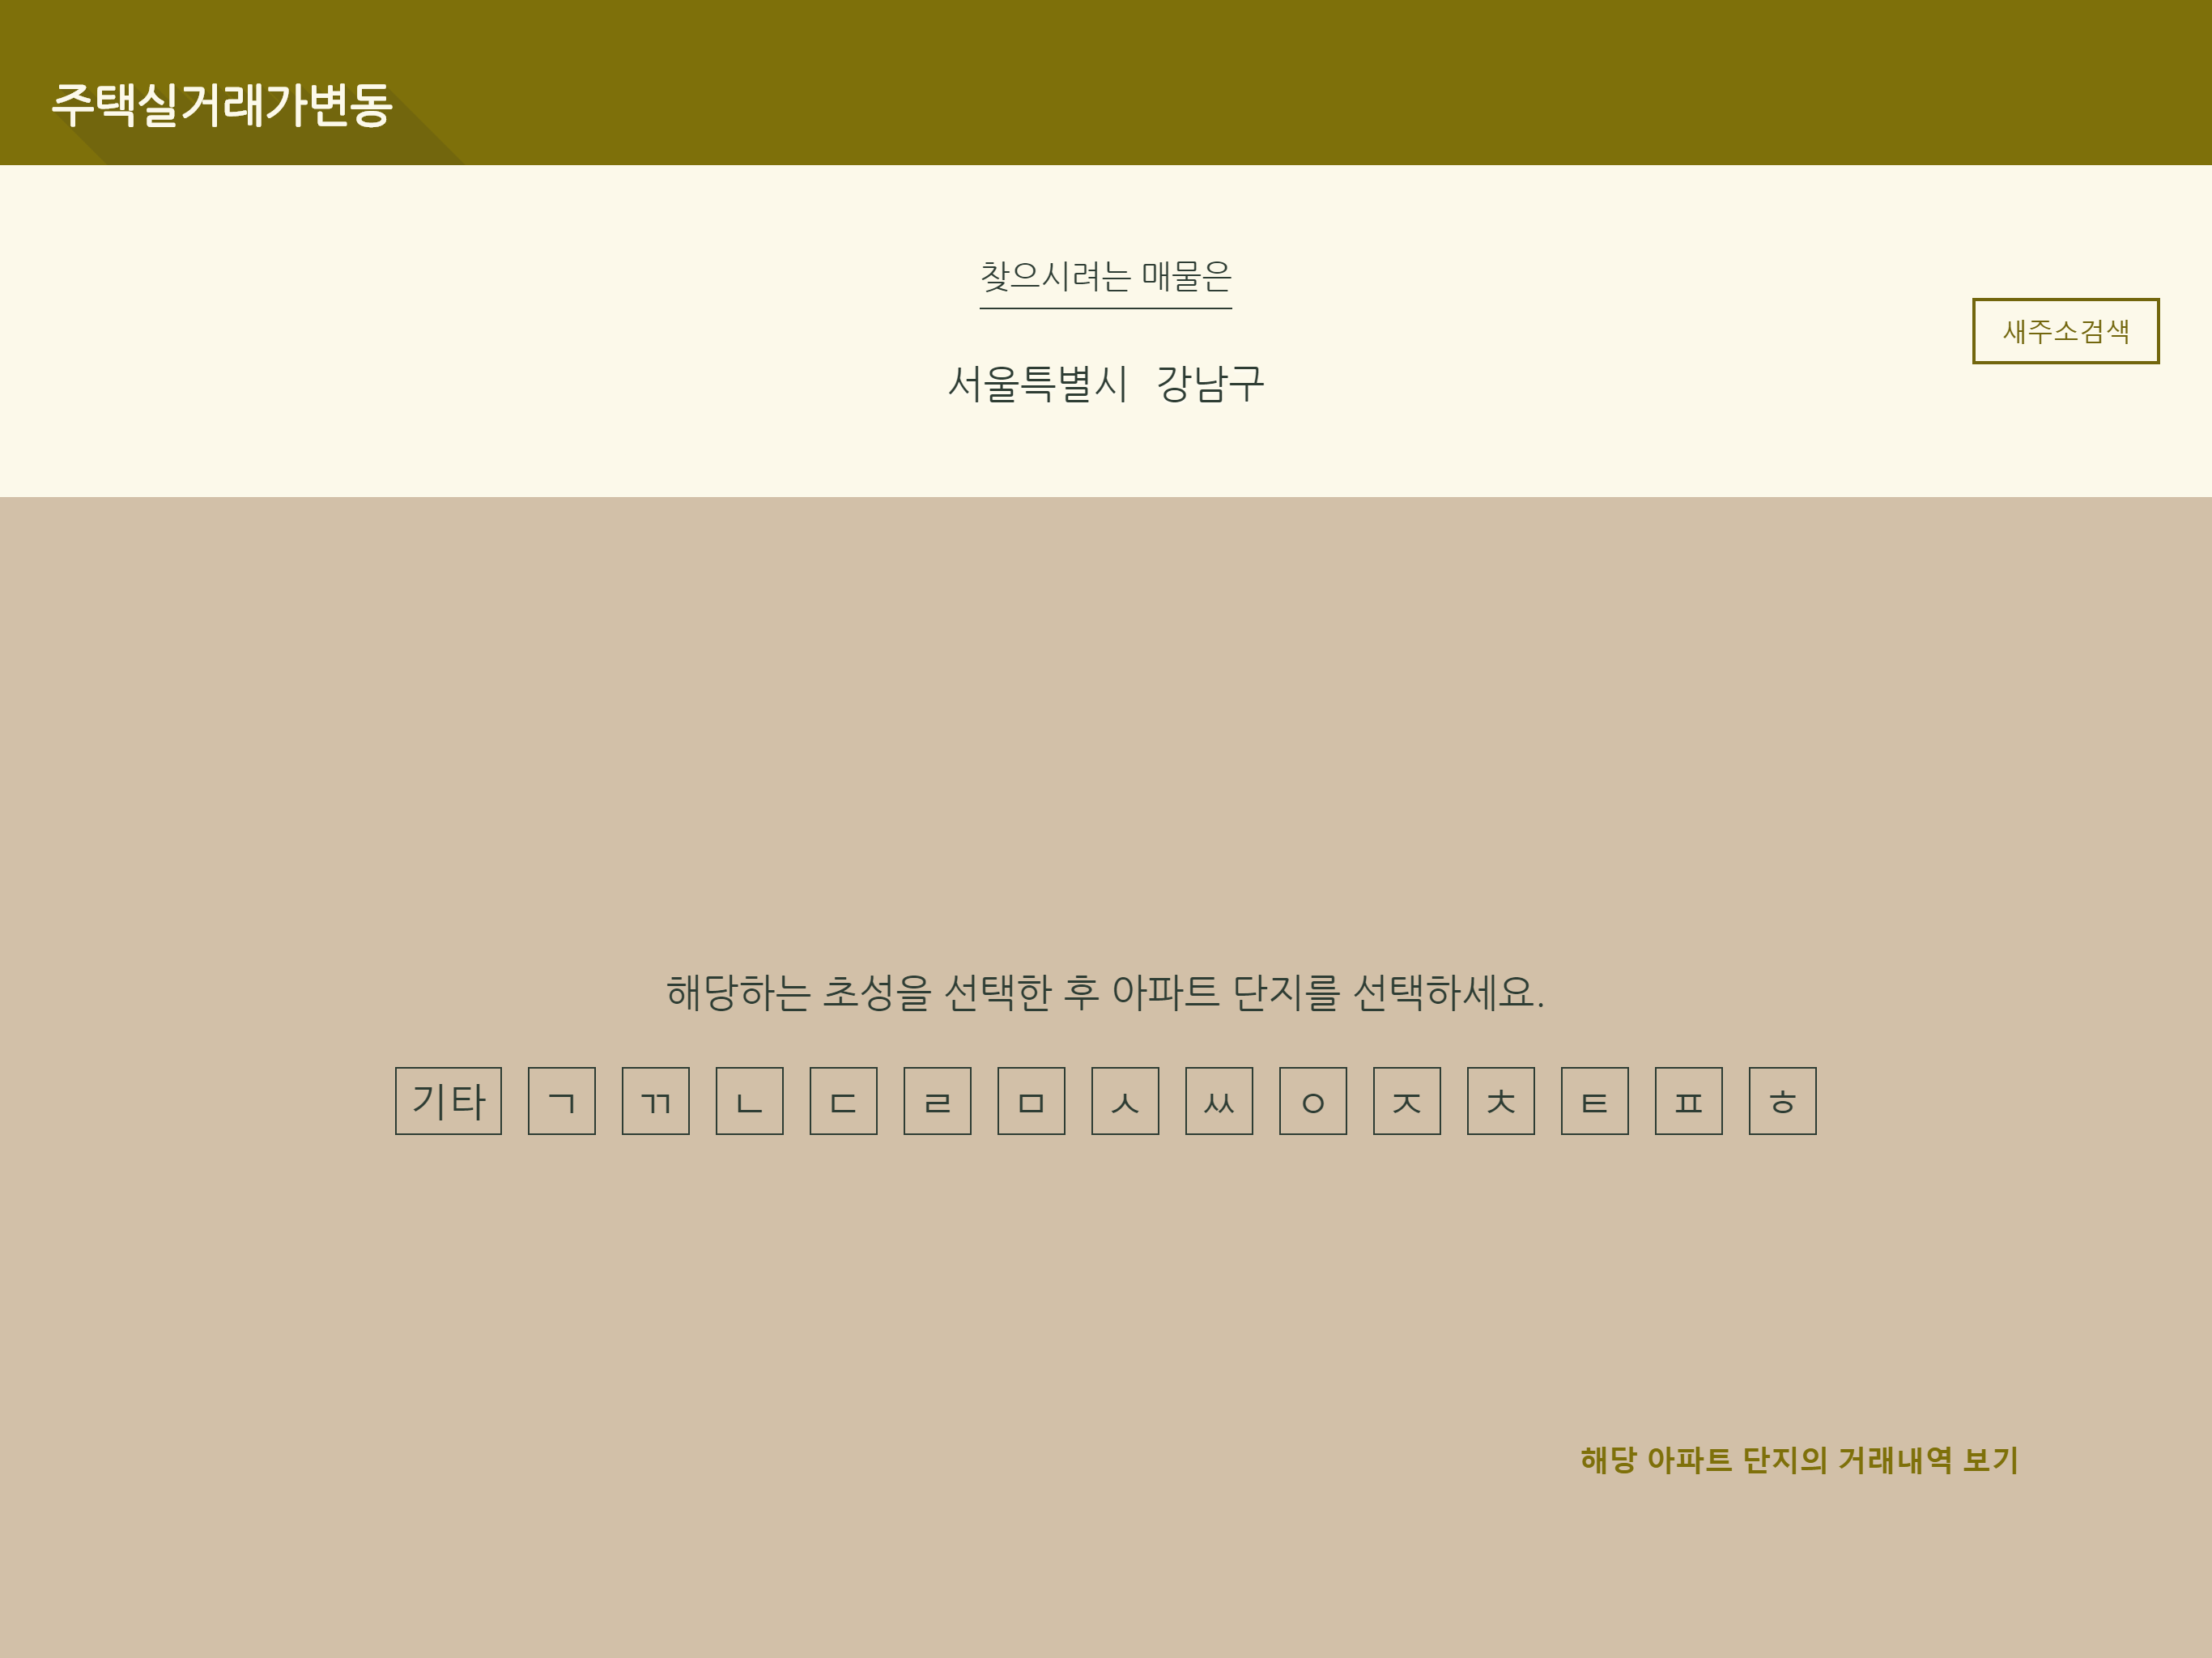 주택실거래가변동
찾으시려는 매물은
새주소검색
서울특별시 강남구
해당하는 초성을 선택한 후 아파트 단지를 선택하세요.
기타 ㄱ ㄲ ㄴ ㄷ ㄹ ㅁ ㅅ ㅆ ㅇ ㅈ ㅊ ㅌ ㅍ ㅎ
해당 아파트 단지의 거래내역 보기